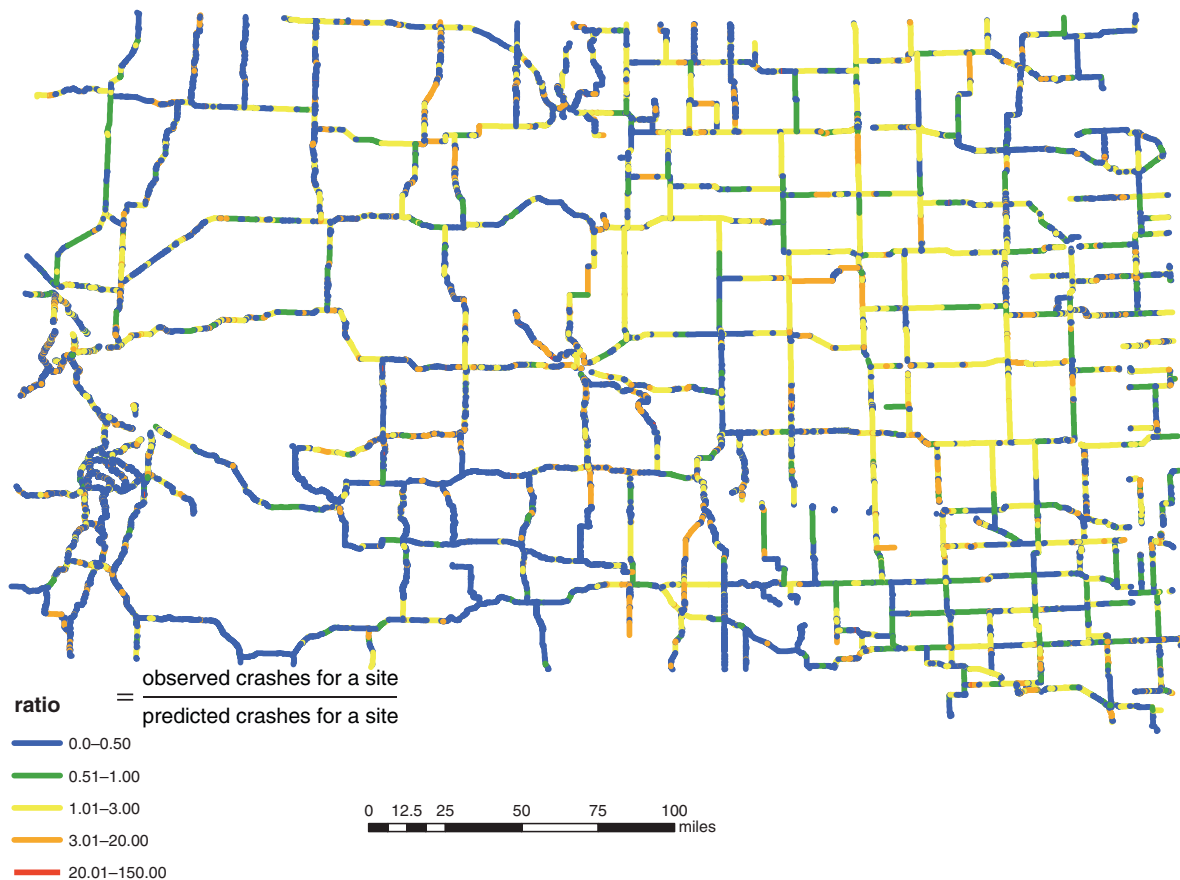 ratio = observed crashes for a site
predicted crashes for a site
0.0–0.50
0.51–1.00
1.01–3.00
3.01–20.00
20.01–150.00
0 12.5 25 50 75 100
miles